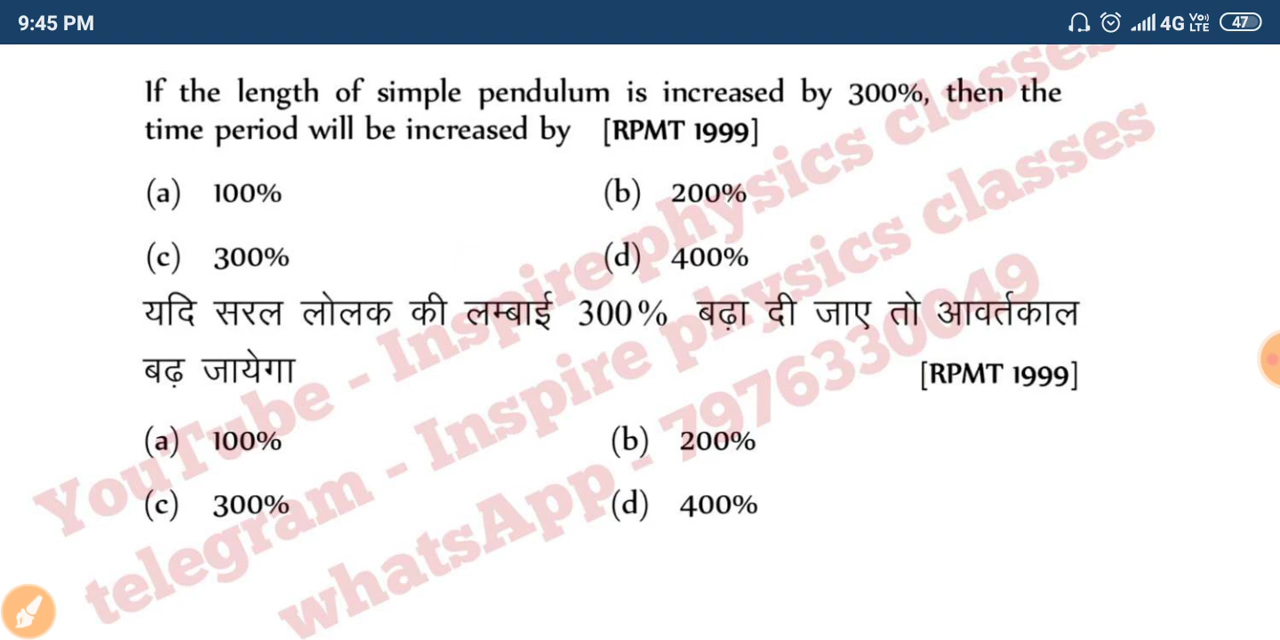 9:45 PM 4G Vo)) LTE 47
If the length of simple pendulum is increased by 300%, then the
time period will be increased by [RPMT 1999]
(a) 100% (b) 200%
(c) 300% (d) 400%
यदि सरल लोलक की लम्बाई 300% बढ़ा दी जाए तो आवर्तकाल
बढ़ जायेगा [RPMT 1999]
(a) 100% (b) 200%
(c) 300% (d) 400%
YouTube - Inspire physics classes
telegram - Inspire physics classes
whatsApp - 7976330049